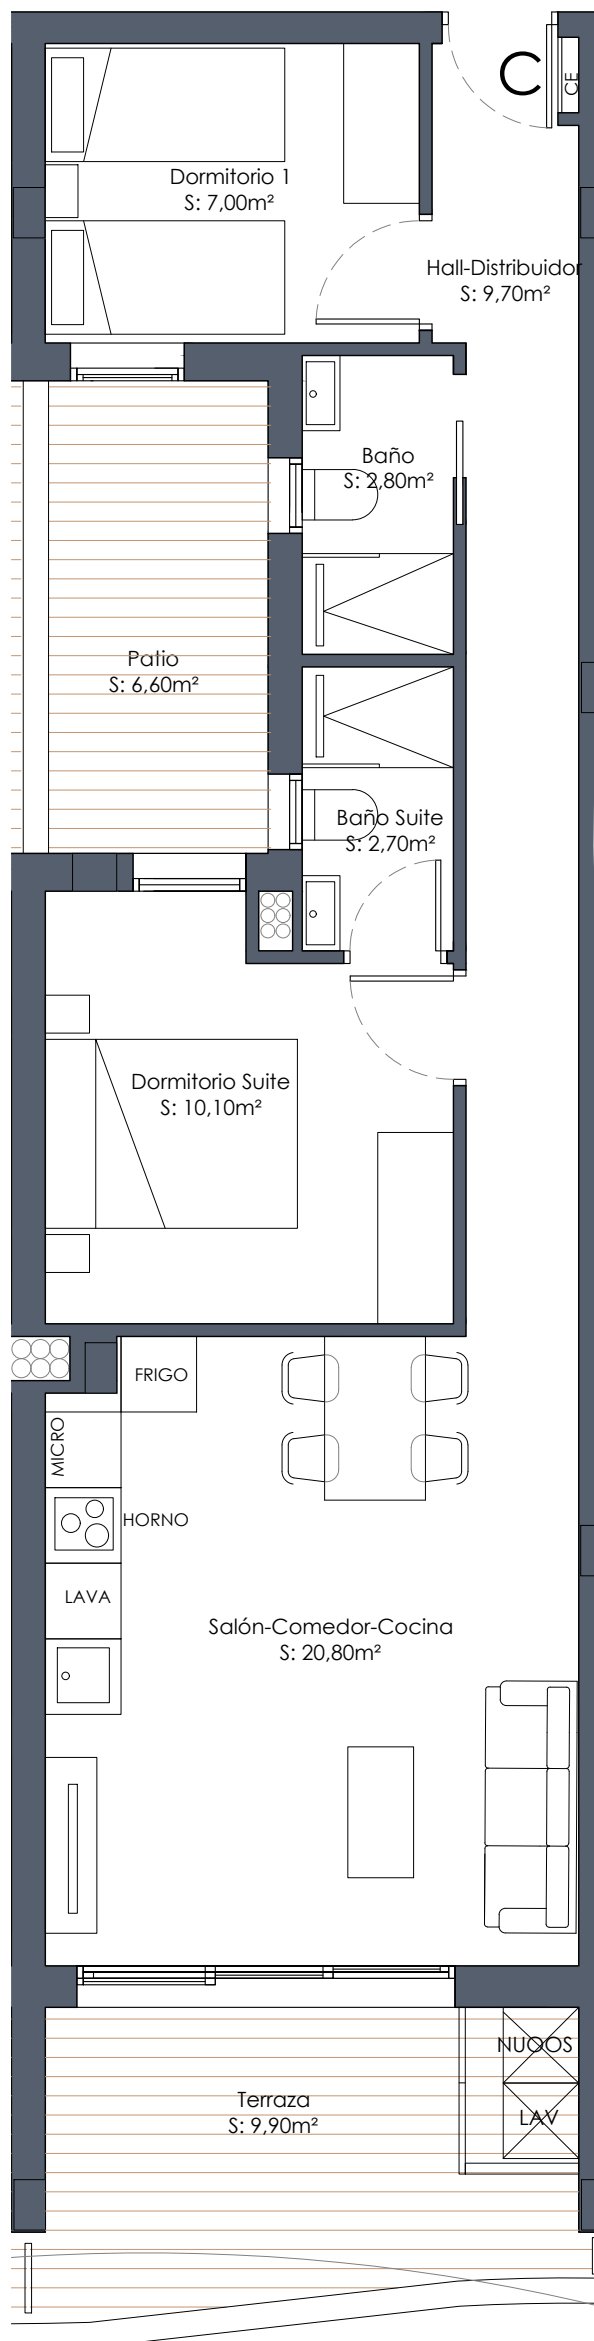 C
CE
Dormitorio 1
S: 7,00m²
Hall-Distribuidor
S: 9,70m²
Baño
S: 2,80m²
Patio
S: 6,60m²
Baño Suite
S: 2,70m²
Dormitorio Suite
S: 10,10m²
FRIGO
MICRO
HORNO
LAVA
Salón-Comedor-Cocina
S: 20,80m²
NUOOS
LAV
Terraza
S: 9,90m²